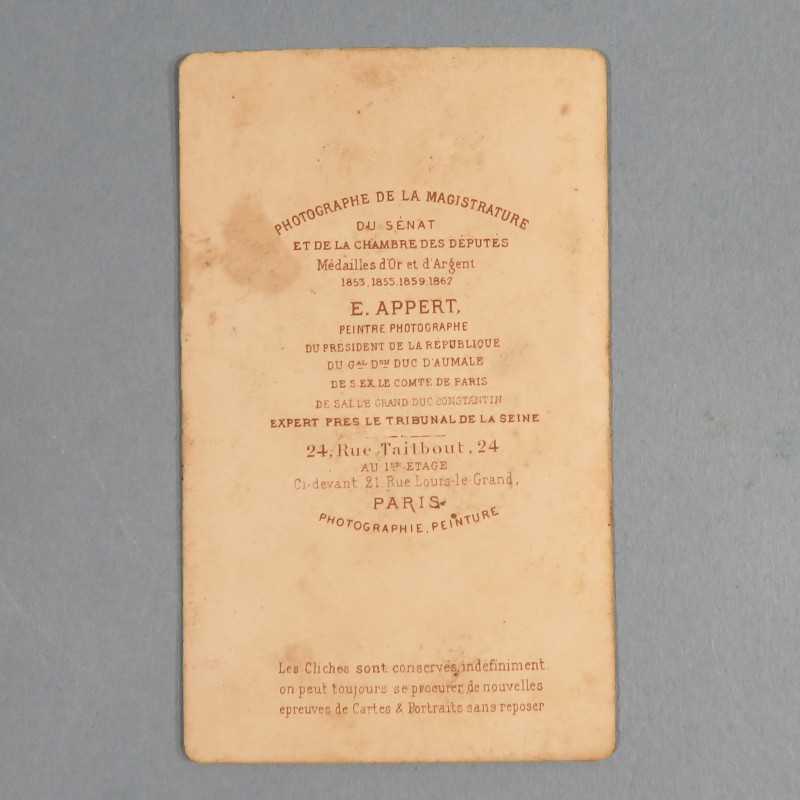 PHOTOGRAPHE DE LA MAGISTRATURE
DU SÉNAT
ET DE LA CHAMBRE DES DÉPUTÉS
Médailles d'Or et d'Argent
1853.1855.1859.1867
E. APPERT,
PEINTRE PHOTOGRAPHE
DU PRÉSIDENT DE LA RÉPUBLIQUE
DU GAL DON DUC D'AUMALE
DE S.EX.LE COMTE DE PARIS
DE S.A.I.LE GRAND DUC CONSTANTIN
EXPERT PRES LE TRIBUNAL DE LA SEINE
24, Rue Taitbout, 24
AU 1ER ÉTAGE
Ci-devant, 21, Rue Louis-le Grand,
PARIS
PHOTOGRAPHIE, PEINTURE
Les Cliches sont conservés indéfiniment
on peut toujours se procurer de nouvelles
épreuves de Cartes & Portraits sans reposer